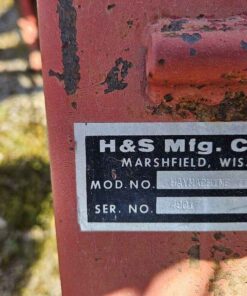 H&S Mfg. C
MARSHFIELD, WIS.
MOD. NO.
SER. NO.